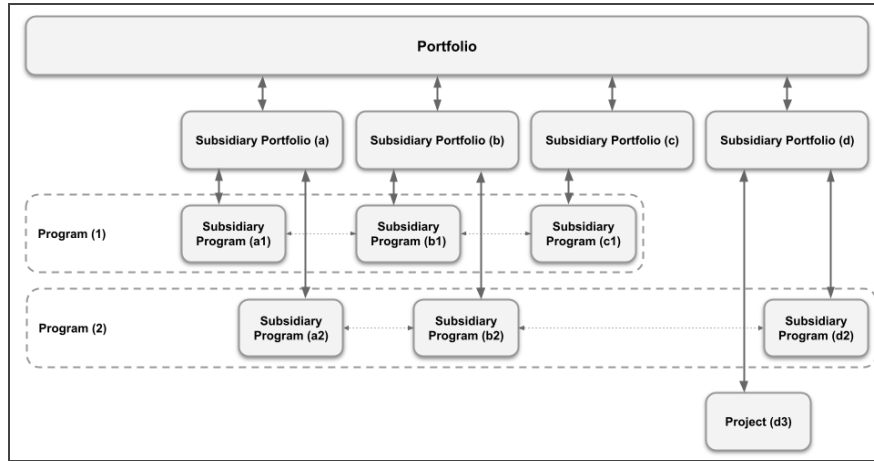 Portfolio
Subsidiary Portfolio (a)
Subsidiary Portfolio (b)
Subsidiary Portfolio (c)
Subsidiary Portfolio (d)
Program (1)
Subsidiary
Program (a1)
Subsidiary
Program (b1)
Subsidiary
Program (c1)
Program (2)
Subsidiary
Program (a2)
Subsidiary
Program (b2)
Subsidiary
Program (d2)
Project (d3)